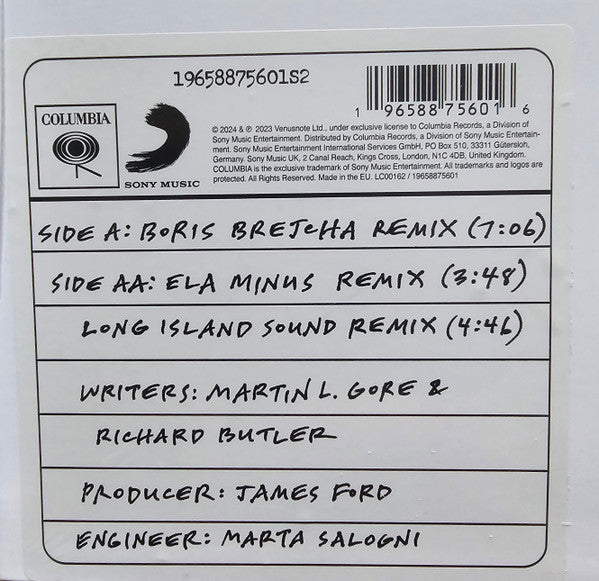 19658875601S2
1 96588 75601 6
COLUMBIA
SONY MUSIC
© 2024 & ℗ 2023 Venusnote Ltd., under exclusive license to Columbia Records, a Division of
Sony Music Entertainment. Distributed by Columbia Records, a Division of Sony Music Entertain-
ment. Sony Music Entertainment International Services GmbH, PO Box 510, 33311 Gütersloh,
Germany. Sony Music UK, 2 Canal Reach, Kings Cross, London, N1C 4DB, United Kingdom.
COLUMBIA is the exclusive trademark of Sony Music Entertainment. All trademarks and logos are
protected. All Rights Reserved. Made in the EU. LC00162 / 19658875601
SIDE A: BORIS BREJCHA REMIX (7:06)
SIDE AA: ELA MINUS REMIX (3:48)
LONG ISLAND SOUND REMIX (4:46)
WRITERS: MARTIN L. GORE &
RICHARD BUTLER
PRODUCER: JAMES FORD
ENGINEER: MARTA SALOGNI